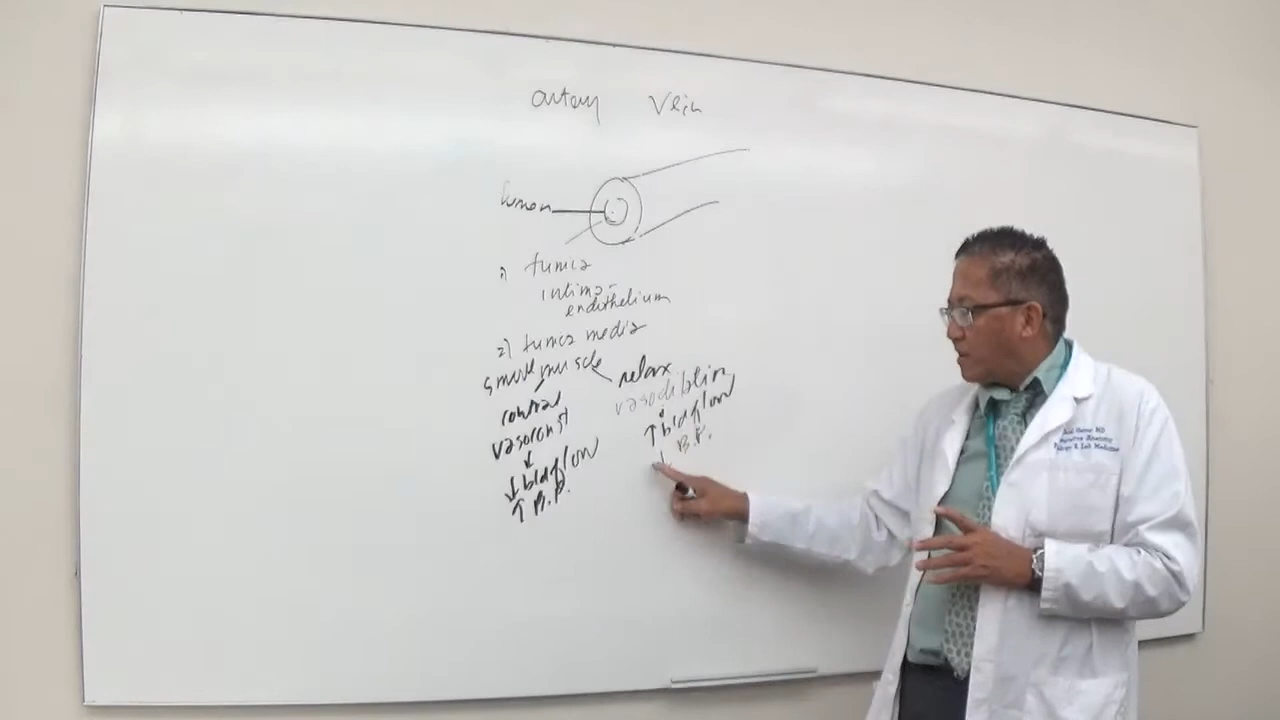 artery vein
lumen
1) tunica
intima-
endothelium
2) tunica media
smooth muscle
relax
vasodilation
↑ bld flow
↓ B.P.
contract
vasoconst
↓
↓ bld flow
↑ B.P.